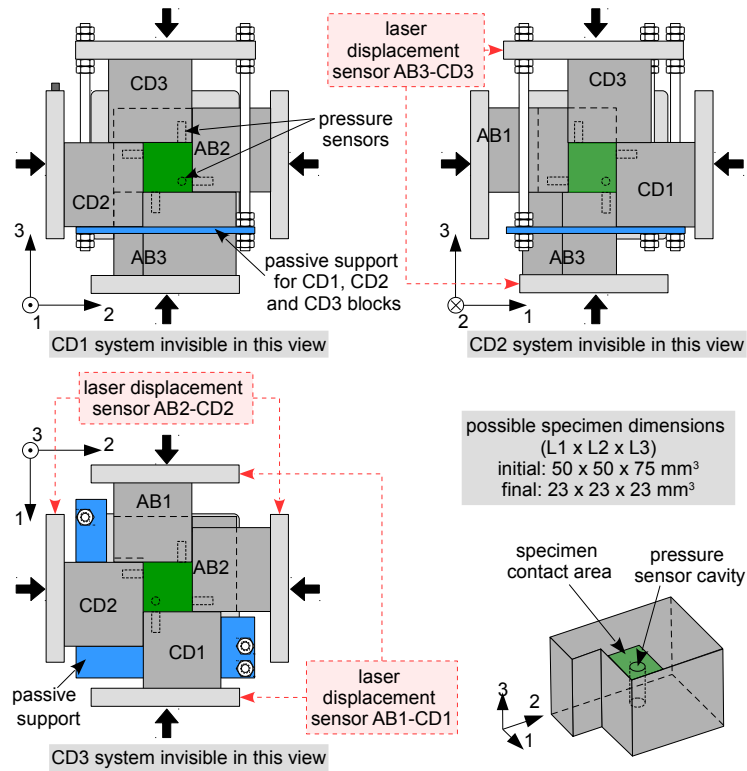 laser
displacement
sensor AB3-CD3
CD3
AB2
CD2
AB3
pressure
sensors
passive support
for CD1, CD2
and CD3 blocks
3
1
2
CD1 system invisible in this view
CD3
AB1
CD1
AB3
3
2
1
CD2 system invisible in this view
laser displacement
sensor AB2-CD2
3
2
1
AB1
AB2
CD2
CD1
passive
support
laser
displacement
sensor AB1-CD1
CD3 system invisible in this view
possible specimen dimensions
(L1 x L2 x L3)
initial: 50 x 50 x 75 mm³
final: 23 x 23 x 23 mm³
specimen
contact area
pressure
sensor cavity
3
2
1